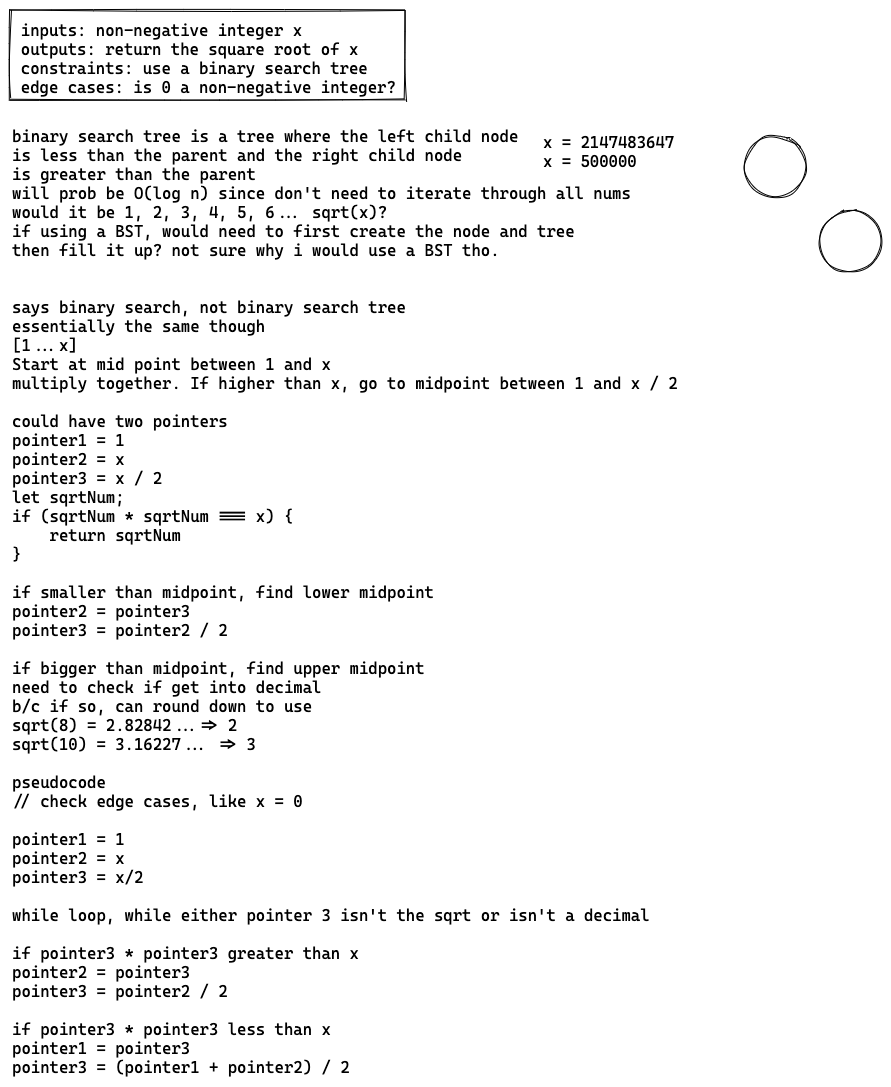 inputs: non-negative integer x
outputs: return the square root of x
constraints: use a binary search tree
edge cases: is 0 a non-negative integer?
binary search tree is a tree where the left child node
is less than the parent and the right child node
is greater than the parent
x = 2147483647
x = 500000
will prob be O(log n) since don't need to iterate through all nums
would it be 1, 2, 3, 4, 5, 6... sqrt(x)?
if using a BST, would need to first create the node and tree
then fill it up? not sure why i would use a BST tho.
says binary search, not binary search tree
essentially the same though
[1...x]
Start at mid point between 1 and x
multiply together. If higher than x, go to midpoint between 1 and x / 2
could have two pointers
pointer1 = 1
pointer2 = x
pointer3 = x / 2
let sqrtNum;
if (sqrtNum * sqrtNum === x) {
    return sqrtNum
}
if smaller than midpoint, find lower midpoint
pointer2 = pointer3
pointer3 = pointer2 / 2
if bigger than midpoint, find upper midpoint
need to check if get into decimal
b/c if so, can round down to use
sqrt(8) = 2.82842... => 2
sqrt(10) = 3.16227... => 3
pseudocode
// check edge cases, like x = 0
pointer1 = 1
pointer2 = x
pointer3 = x/2
while loop, while either pointer 3 isn't the sqrt or isn't a decimal
if pointer3 * pointer3 greater than x
pointer2 = pointer3
pointer3 = pointer2 / 2
if pointer3 * pointer3 less than x
pointer1 = pointer3
pointer3 = (pointer1 + pointer2) / 2